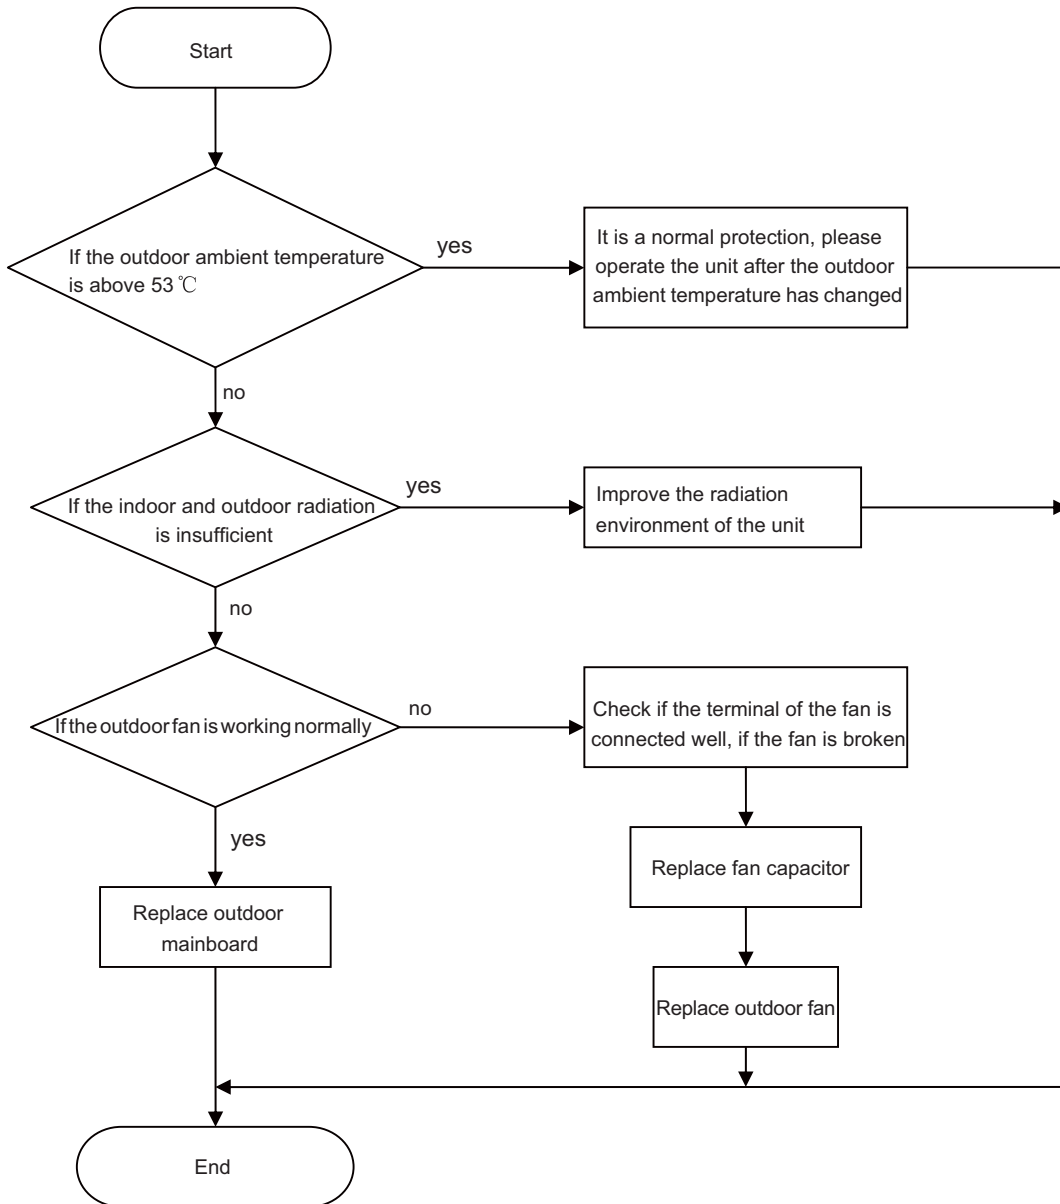 Start
If the outdoor ambient temperature
is above 53℃
yes
It is a normal protection, please
operate the unit after the outdoor
ambient temperature has changed
no
If the indoor and outdoor radiation
is insufficient
yes
Improve the radiation
environment of the unit
no
If the outdoor fan is working normally
no
Check if the terminal of the fan is
connected well, if the fan is broken
yes
Replace fan capacitor
Replace outdoor
mainboard
Replace outdoor fan
End